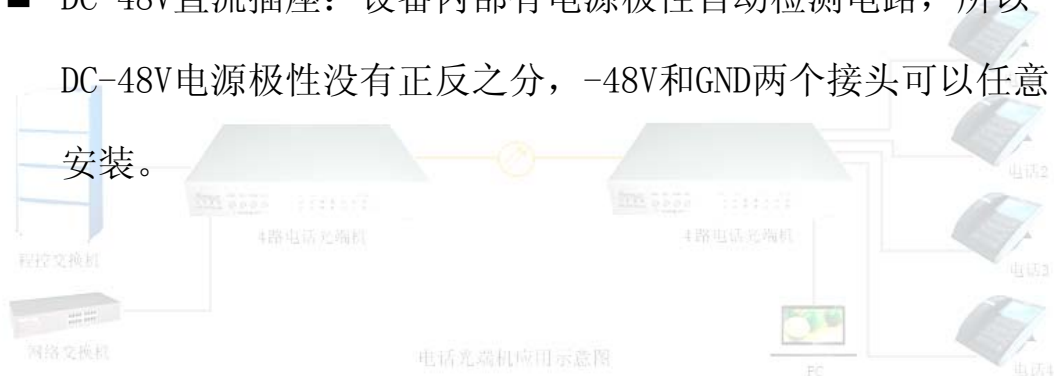 ■ DC-48V直流插座：设备内部有电源极性自动检测电路，所以
DC-48V电源极性没有正反之分，-48V和GND两个接头可以任意
安装。
电话2
4路电话光端机
4路电话光端机
程控交换机
电话3
网络交换机
电话光端机应用示意图
PC
电话4